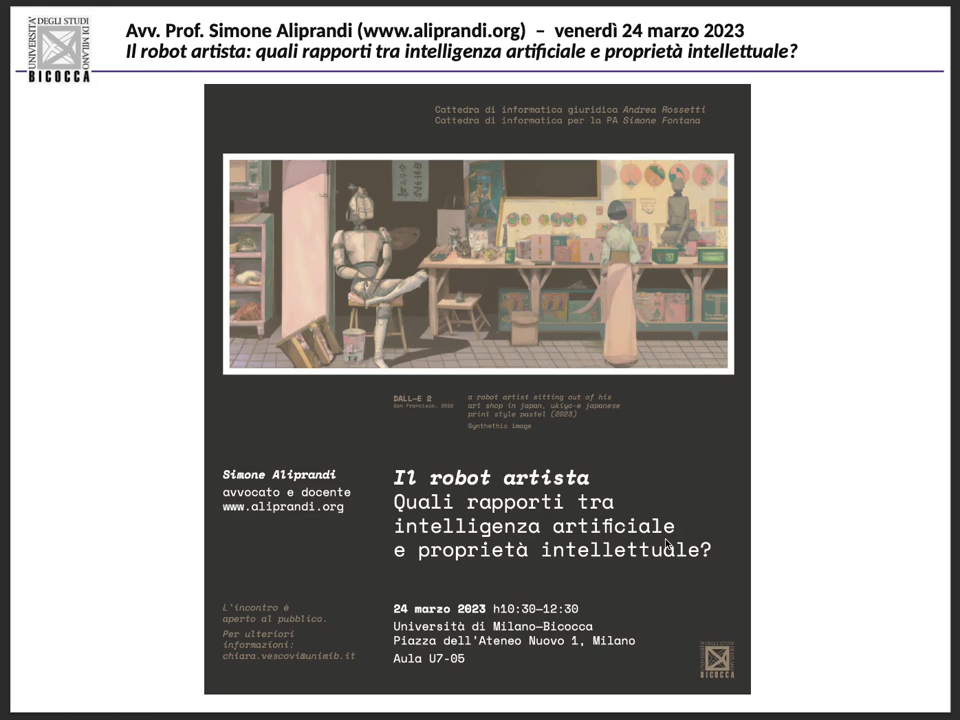 Avv. Prof. Simone Aliprandi (www.aliprandi.org) – venerdì 24 marzo 2023
Il robot artista: quali rapporti tra intelligenza artificiale e proprietà intellettuale?
UNIVERSITÀ DEGLI STUDI DI MILANO
BICOCCA
Cattedra di informatica giuridica Andrea Rossetti
Cattedra di informatica per la PA Simone Fontana
DALL—E 2
San Francisco, 2022
a robot artist sitting out of his
art shop in japan, ukiyo-e japanese
print style pastel (2023)
Synthethic image
Simone Aliprandi
avvocato e docente
www.aliprandi.org
Il robot artista
Quali rapporti tra
intelligenza artificiale
e proprietà intellettuale?
L'incontro è
aperto al pubblico.
Per ulteriori
informazioni:
chiara.vescovi@unimib.it
24 marzo 2023 h10:30—12:30
Università di Milano—Bicocca
Piazza dell'Ateneo Nuovo 1, Milano
Aula U7-05
BICOCCA